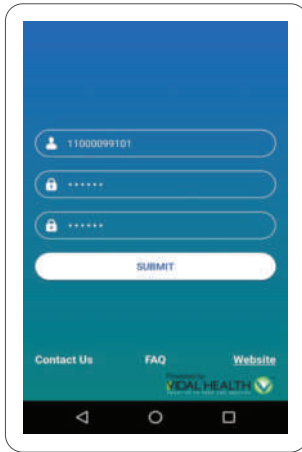 11000099101
••••••
••••••
SUBMIT
Contact Us FAQ Website
Powered by
VIDAL HEALTH